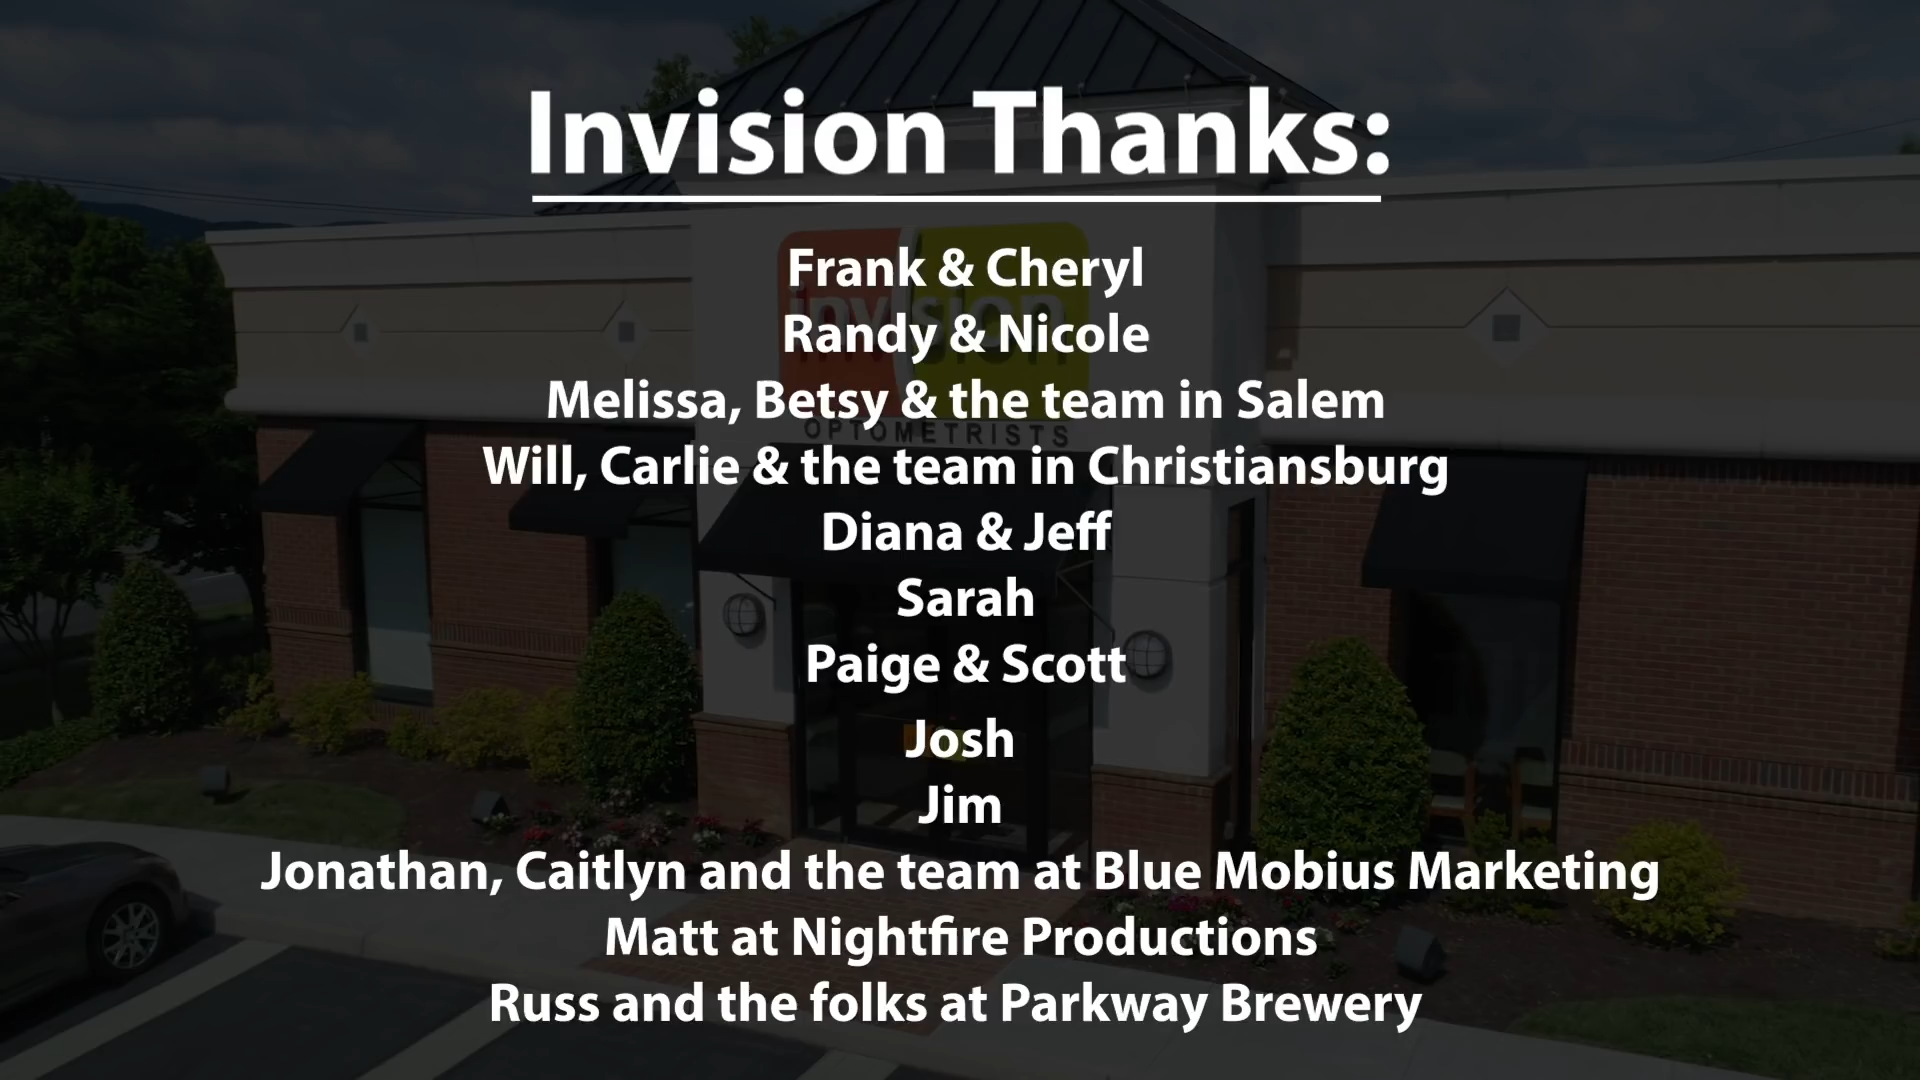 Invision Thanks:
Frank & Cheryl
invision
Randy & Nicole
Melissa, Betsy & the team in Salem
OPTOMETRISTS
Will, Carlie & the team in Christiansburg
Diana & Jeff
Sarah
Paige & Scott
Josh
Jim
Jonathan, Caitlyn and the team at Blue Mobius Marketing
Matt at Nightfire Productions
Russ and the folks at Parkway Brewery